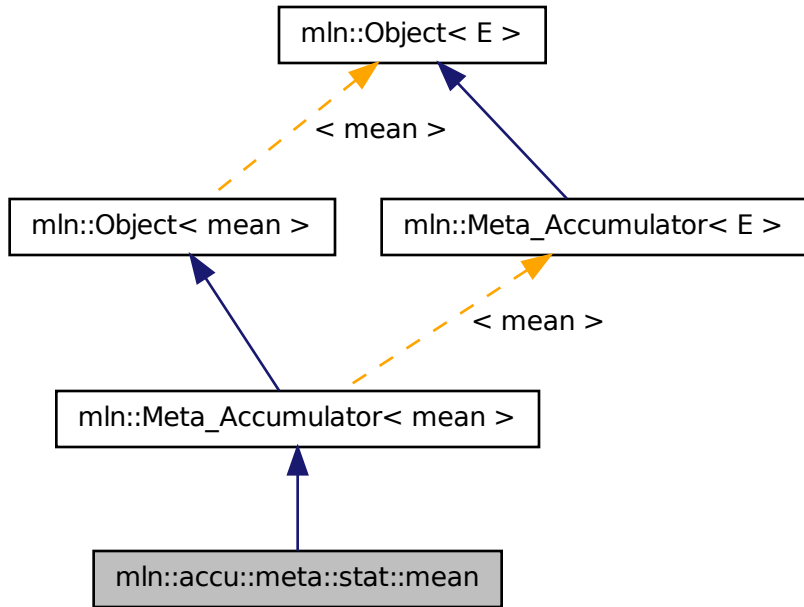 mln::Object< E >
< mean >
mln::Object< mean >
mln::Meta_Accumulator< E >
< mean >
mln::Meta_Accumulator< mean >
mln::accu::meta::stat::mean